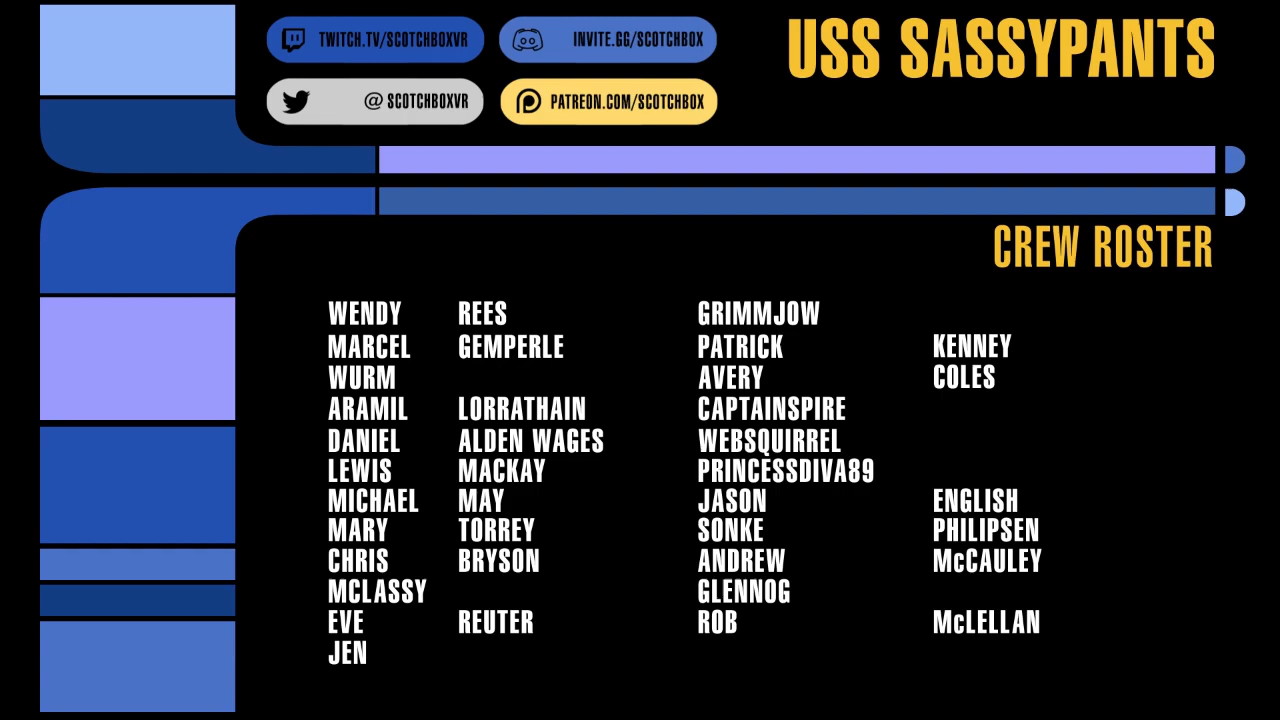 TWITCH.TV/SCOTCHBOXVR INVITE.GG/SCOTCHBOX
@SCOTCHBOXVR PATREON.COM/SCOTCHBOX
USS SASSYPANTS
CREW ROSTER
WENDY REES GRIMMJOW
MARCEL GEMPERLE PATRICK KENNEY
WURM AVERY COLES
ARAMIL LORRATHAIN CAPTAINSPIRE
DANIEL ALDEN WAGES WEBSQUIRREL
LEWIS MACKAY PRINCESSDIVA89
MICHAEL MAY JASON ENGLISH
MARY TORREY SONKE PHILIPSEN
CHRIS BRYSON ANDREW McCAULEY
MCLASSY GLENNOG
EVE REUTER ROB McLELLAN
JEN